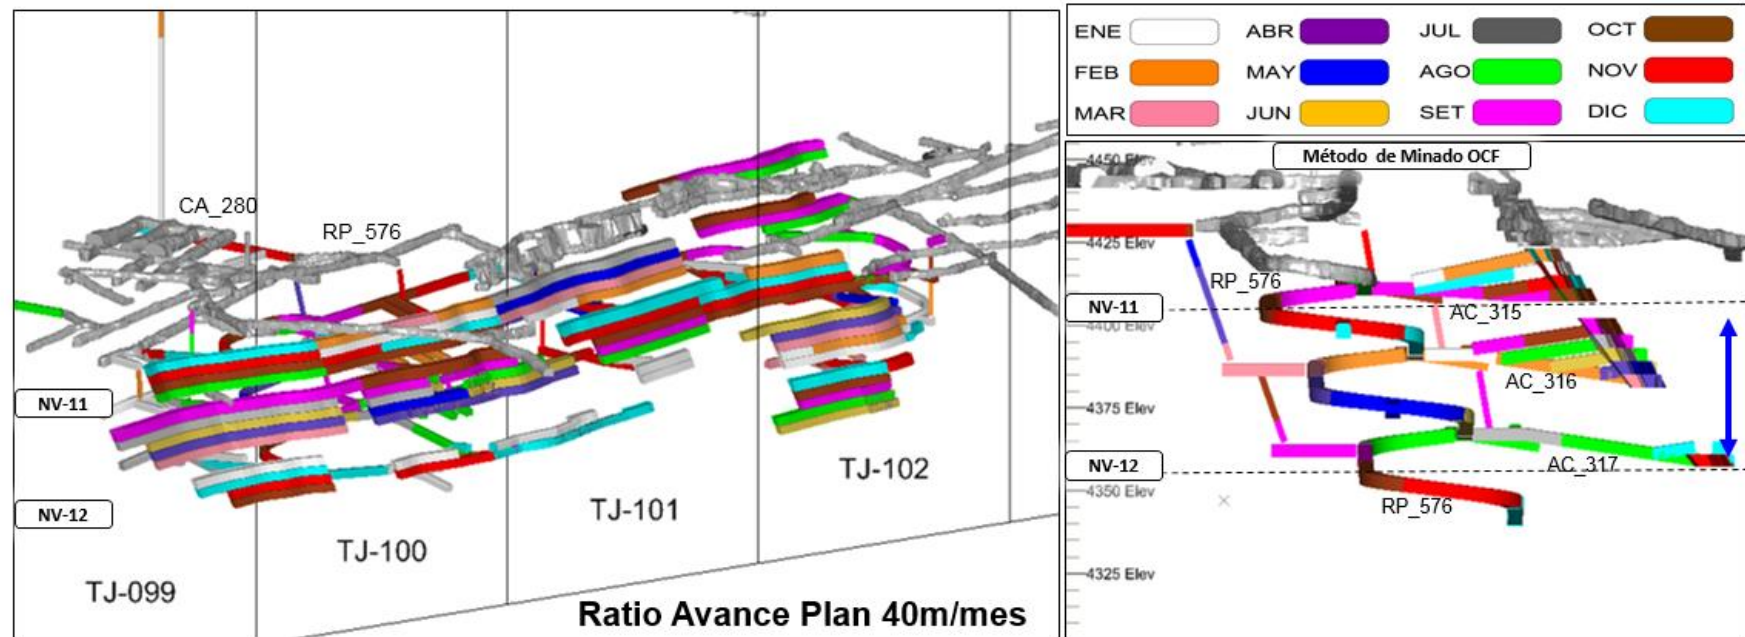 CA_280
RP_576
NV-11
NV-12
TJ-099
TJ-100
TJ-101
TJ-102
Ratio Avance Plan 40m/mes
ENE ABR JUL OCT
FEB MAY AGO NOV
MAR JUN SET DIC
Método de Minado OCF
4450 Elev
4425 Elev
RP_576
NV-11
AC_315
4400 Elev
AC_316
4375 Elev
NV-12
AC_317
4350 Elev
RP_576
4325 Elev